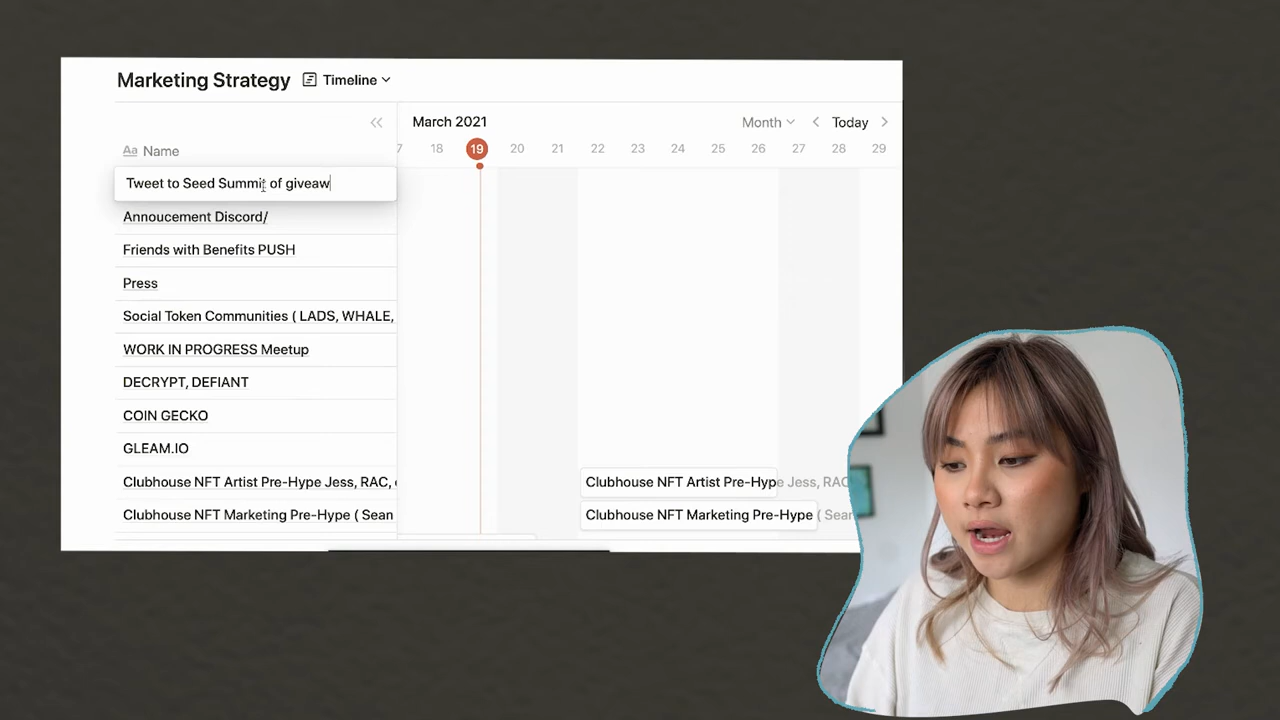 Marketing Strategy Timeline
March 2021 Month Today
7 18 19 20 21 22 23 24 25 26 27 28 29
Aa Name
Tweet to Seed Summit of giveaw
Annoucement Discord/
Friends with Benefits PUSH
Press
Social Token Communities ( LADS, WHALE,
WORK IN PROGRESS Meetup
DECRYPT, DEFIANT
COIN GECKO
GLEAM.IO
Clubhouse NFT Artist Pre-Hype Jess, RAC, Clubhouse NFT Artist Pre-Hype Jess, RAC
Clubhouse NFT Marketing Pre-Hype ( Sean Clubhouse NFT Marketing Pre-Hype ( Sean